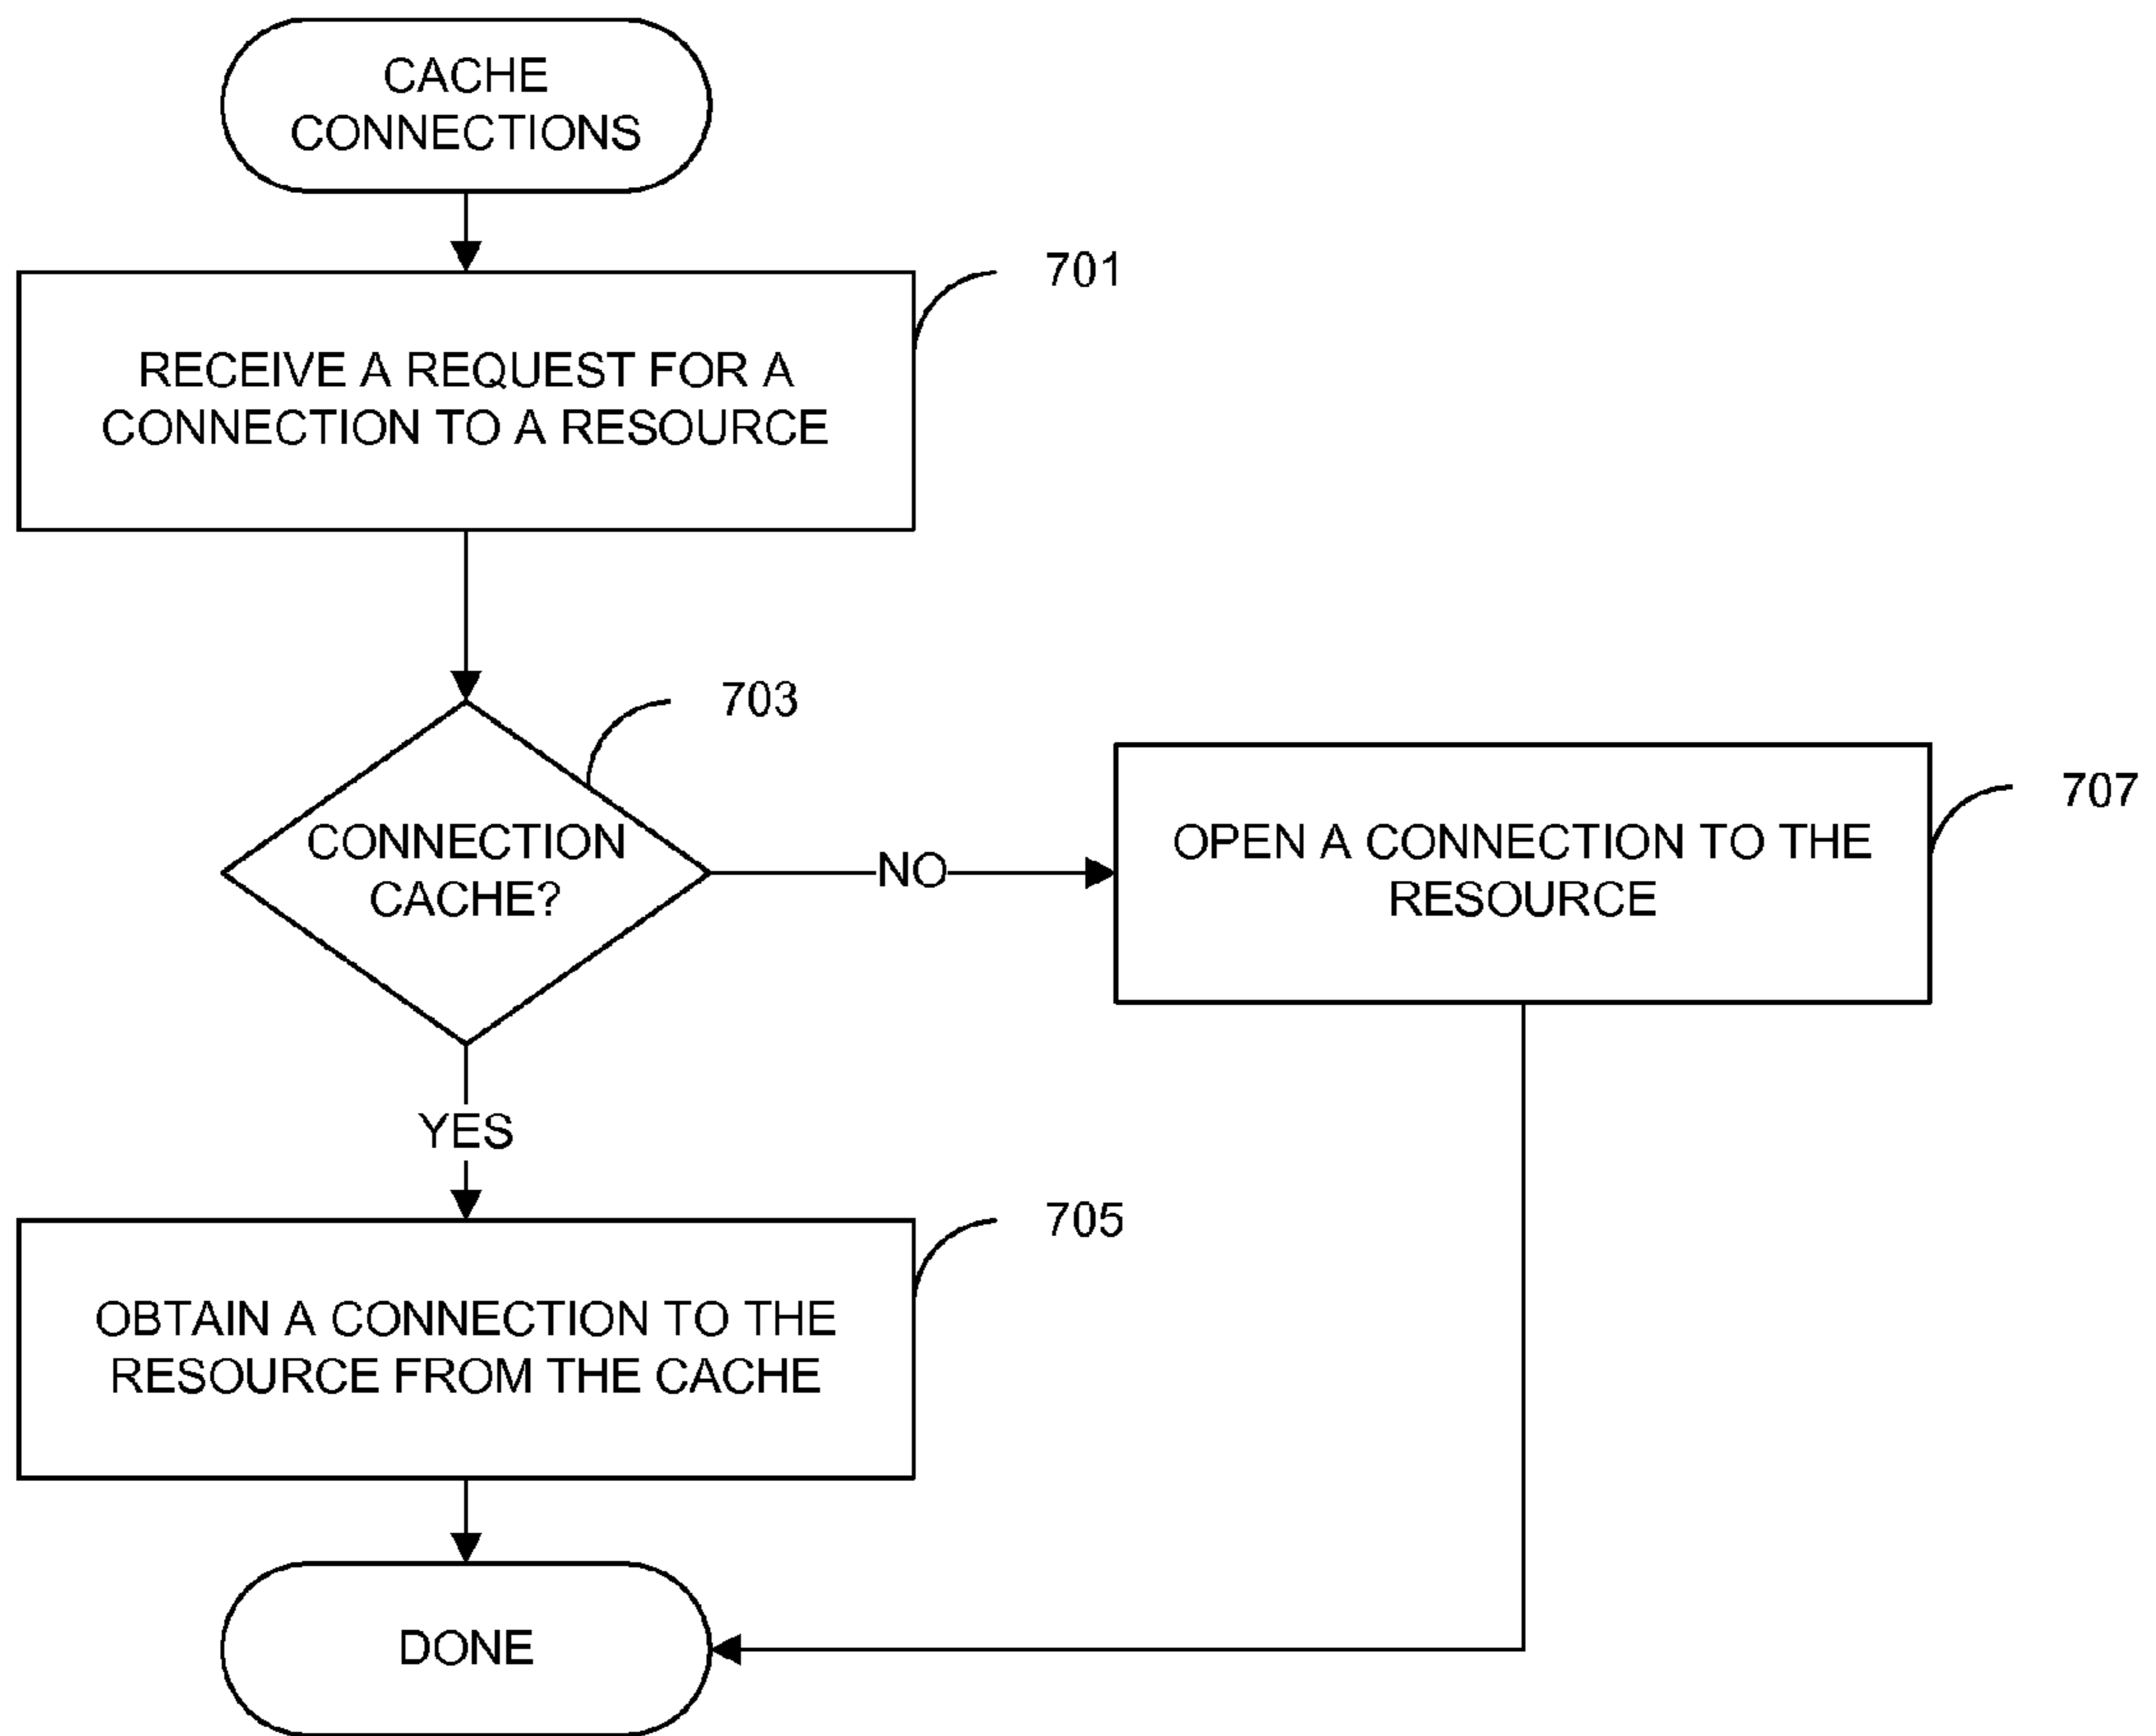 CACHE
CONNECTIONS
701
RECEIVE A REQUEST FOR A
CONNECTION TO A RESOURCE
703
CONNECTION
CACHE?
NO
707
OPEN A CONNECTION TO THE
RESOURCE
YES
705
OBTAIN A CONNECTION TO THE
RESOURCE FROM THE CACHE
DONE